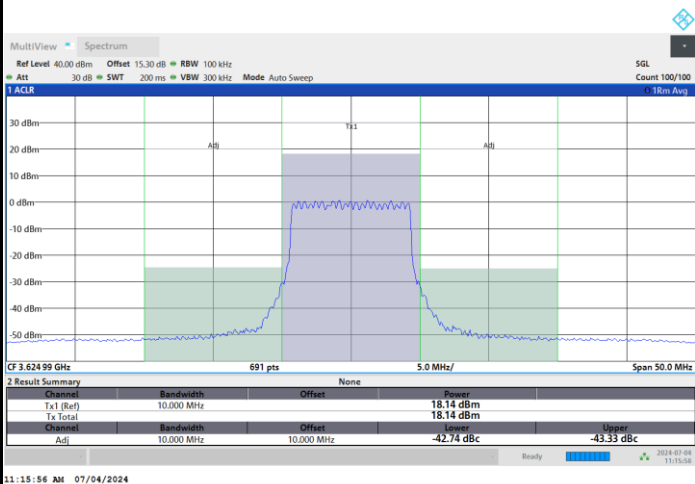 MultiView Spectrum
Ref Level 40.00 dBm Offset 15.30 dB RBW 100 kHz SGL
Att 30 dB SWT 200 ms VBW 300 kHz Mode Auto Sweep Count 100/100
1 ACLR 1Rm Avg
30 dBm
Tx1
20 dBm
Adj Adj
10 dBm
0 dBm
-10 dBm
-20 dBm
-30 dBm
-40 dBm
-50 dBm
CF 3.624 99 GHz 691 pts 5.0 MHz/ Span 50.0 MHz
2 Result Summary None
Channel Bandwidth Offset Power
Tx1 (Ref) 10.000 MHz 18.14 dBm
Tx Total 18.14 dBm
Channel Bandwidth Offset Lower Upper
Adj 10.000 MHz 10.000 MHz -42.74 dBc -43.33 dBc
Ready 2024-07-04
11:15:56
11:15:56 AM 07/04/2024